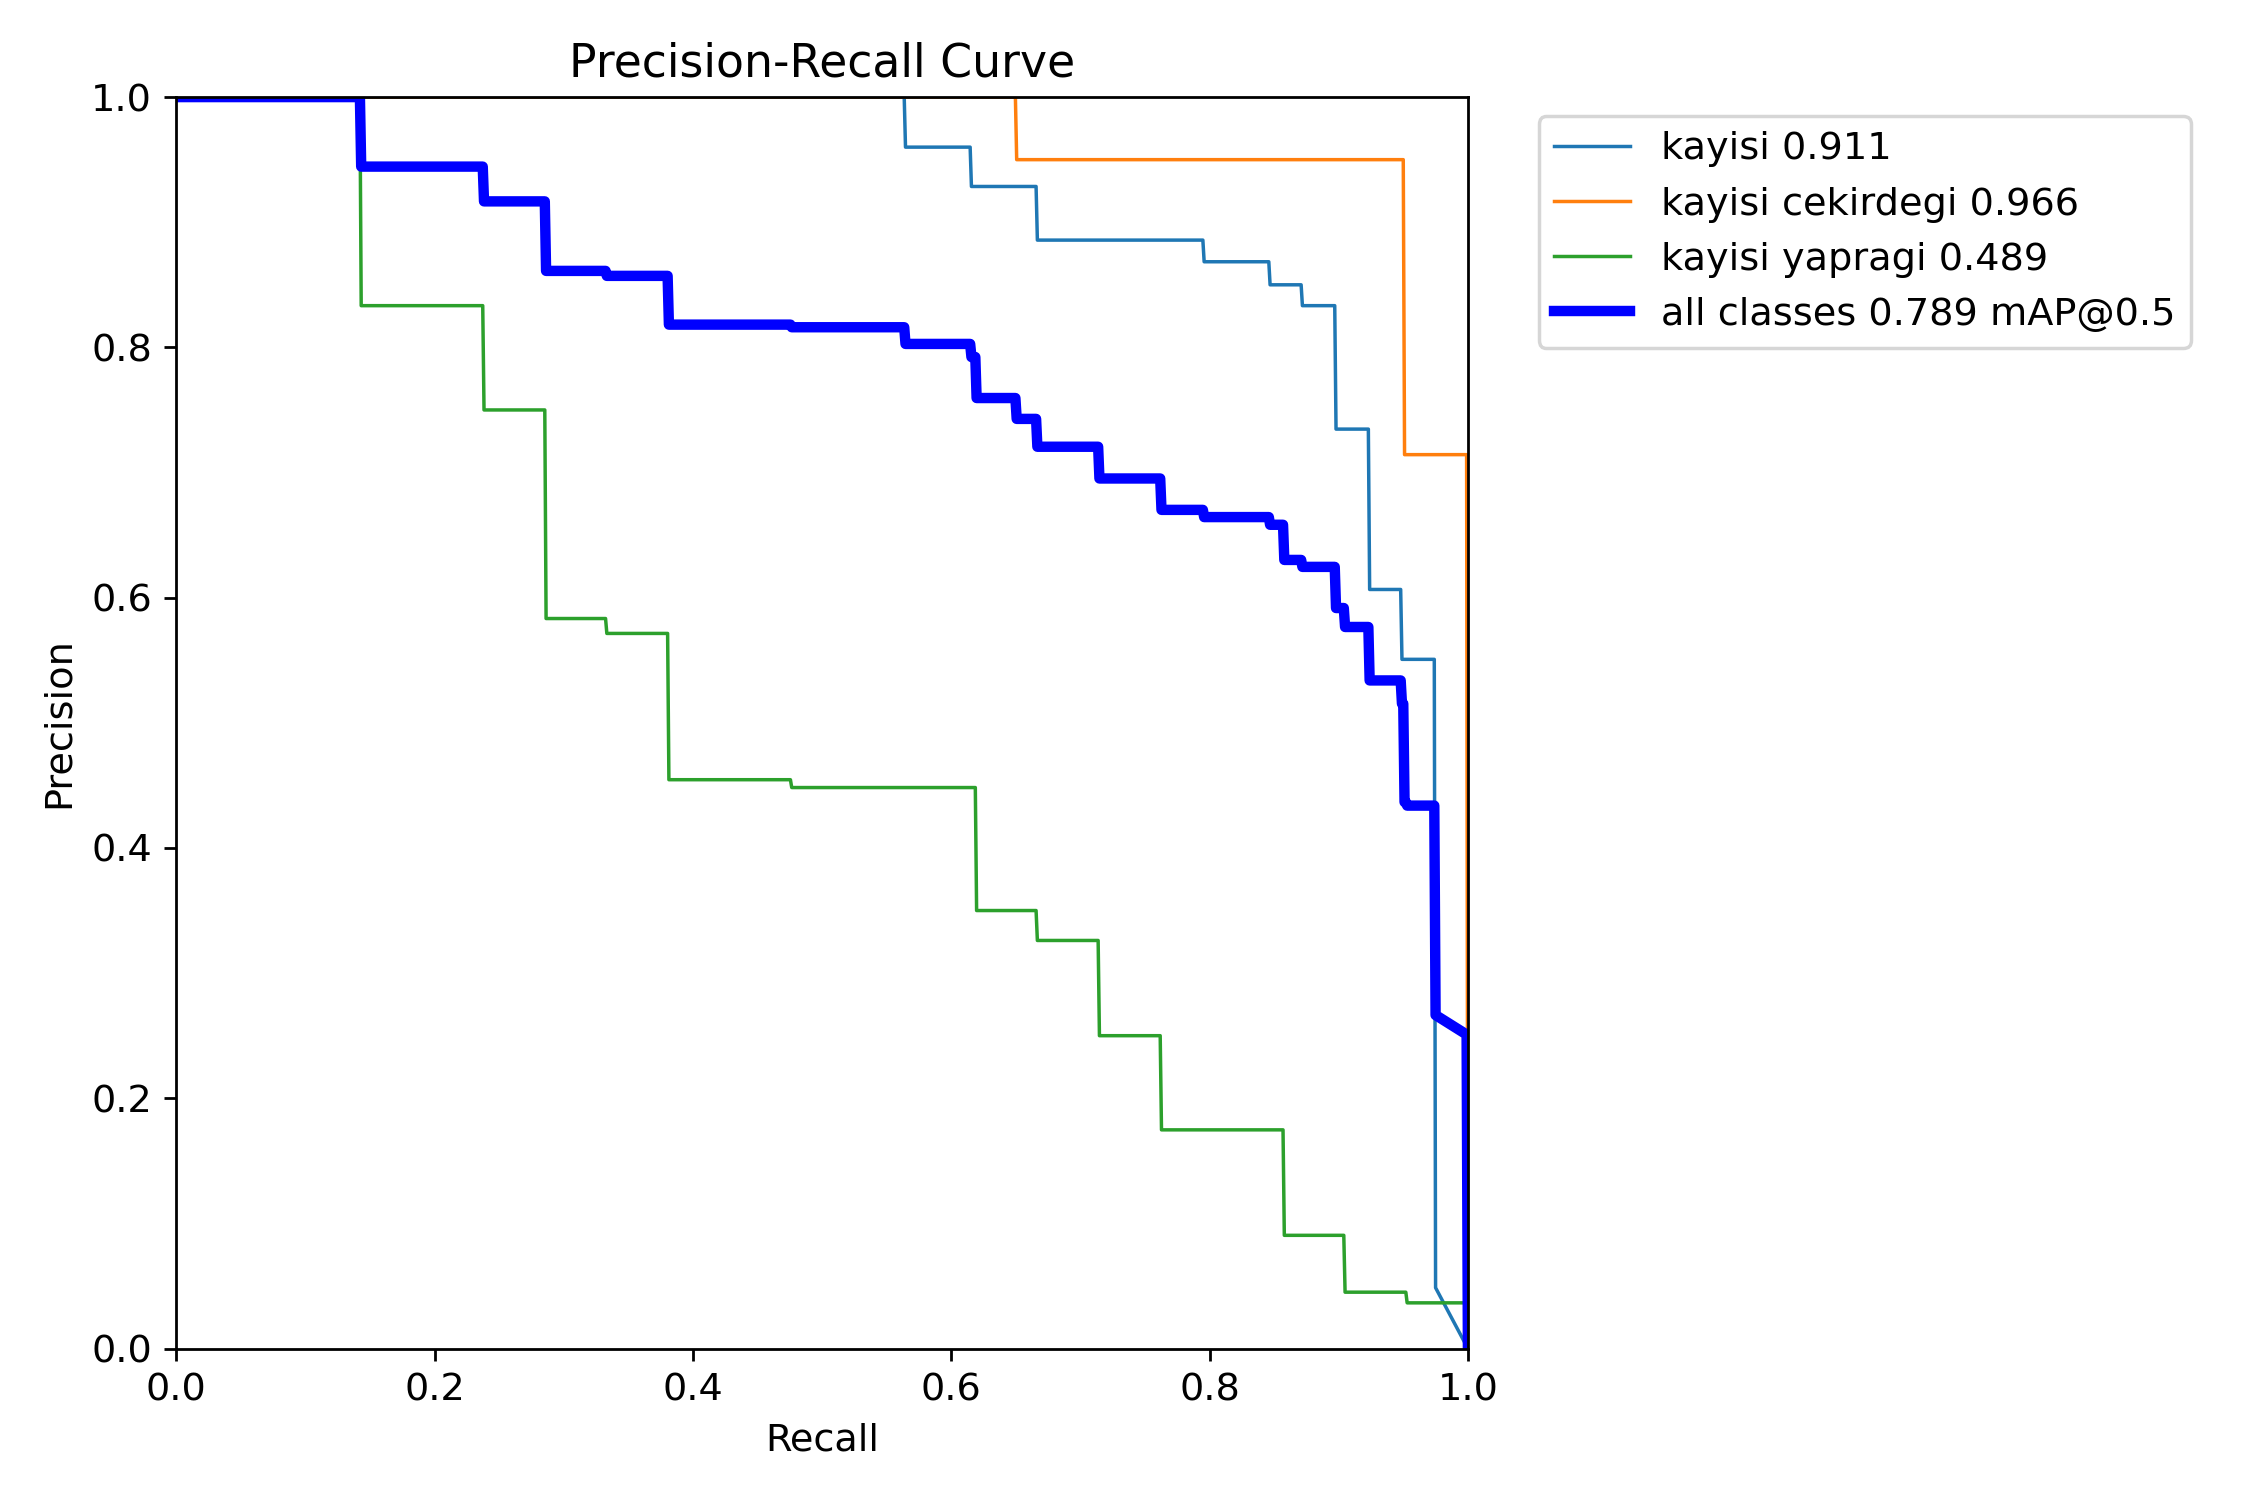 Precision-Recall Curve
kayisi 0.911
kayisi cekirdegi 0.966
kayisi yapragi 0.489
all classes 0.789 mAP@0.5
Precision
1.0
0.8
0.6
0.4
0.2
0.0
0.0 0.2 0.4 0.6 0.8 1.0
Recall